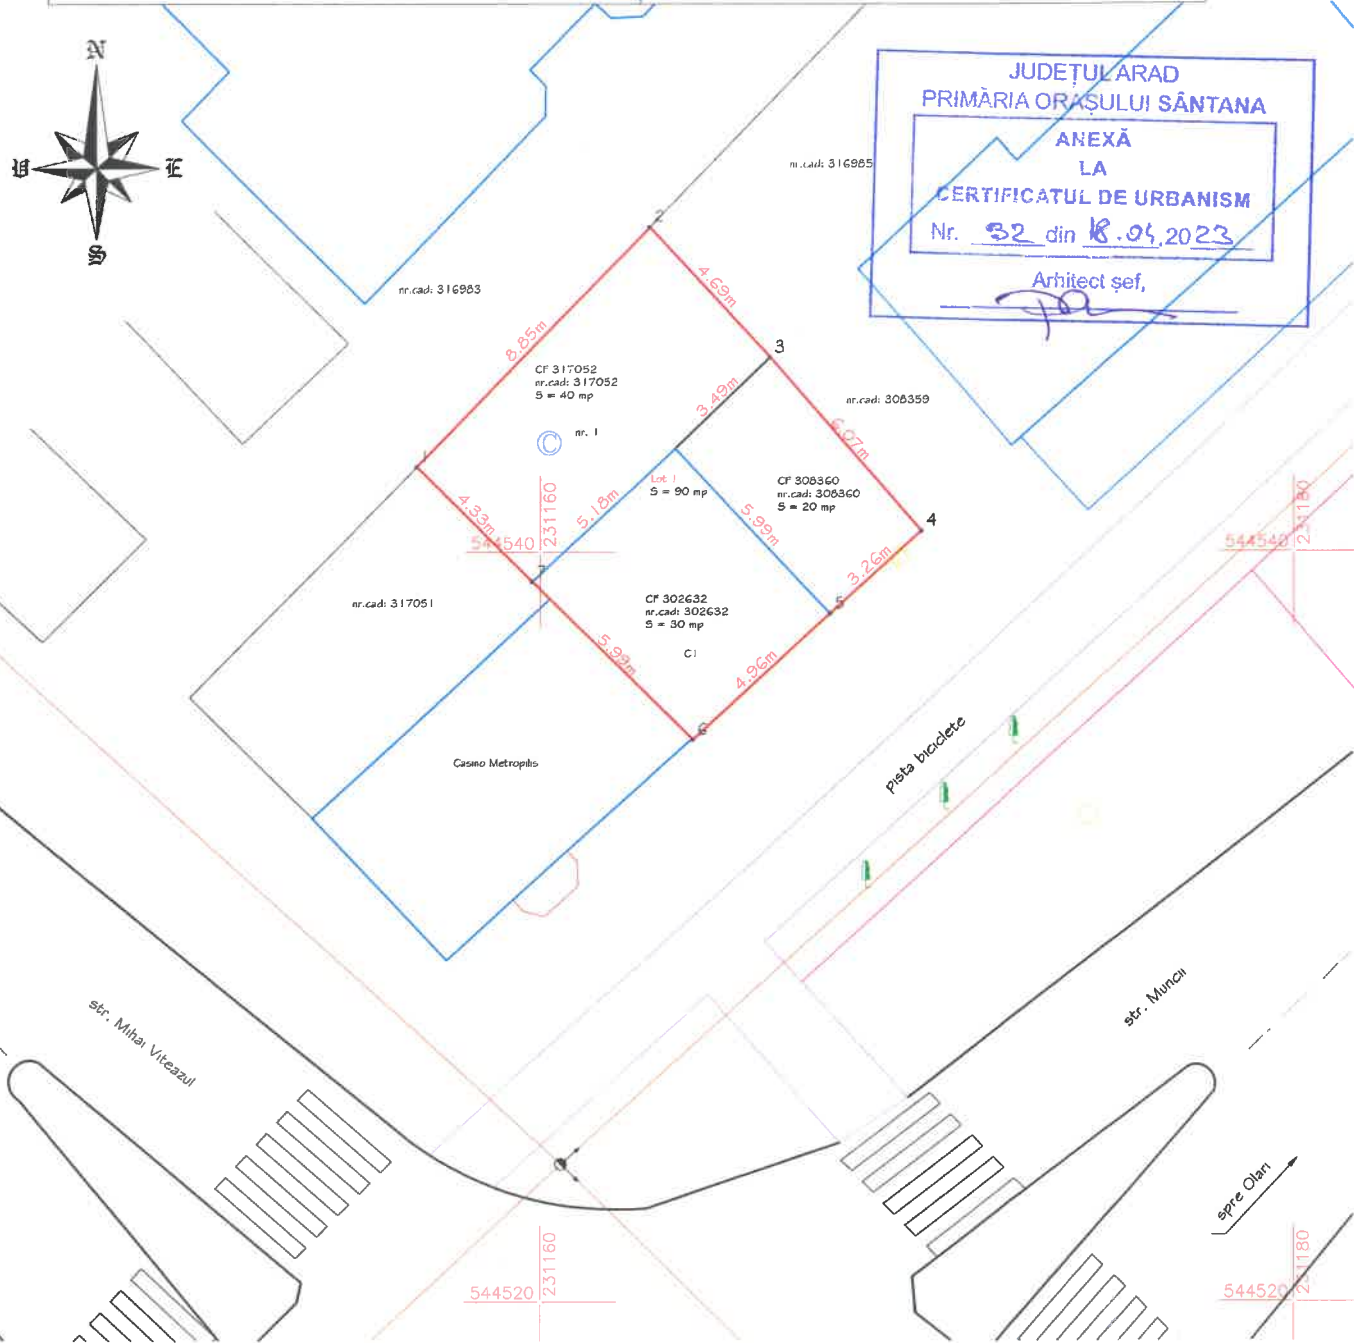 N
E
S
JUDEȚUL ARAD
PRIMĂRIA ORAȘULUI SÂNTANA
ANEXĂ
LA
CERTIFICATUL DE URBANISM
Nr. 32 din 18.04.2023
Arhitect șef,
nr.cad: 316985
nr.cad: 316983
2
4.69m
8.85m
3
CF 317052
nr.cad: 317052
S = 40 mp
3.49m
nr.cad: 308359
nr. 1
C
6.07m
1
Lot 1
S = 90 mp
CF 308360
nr.cad: 308360
S = 20 mp
4.33m
5.18m
5.99m
4
544540
231160
544540
231180
3.26m
7
5
nr.cad: 317051
CF 302632
nr.cad: 302632
S = 30 mp
C1
5.99m
4.96m
6
Casino Metropilis
pista biciclete
str. Mihai Viteazul
str. Muncii
spre Olari
544520
231160
544520
231180